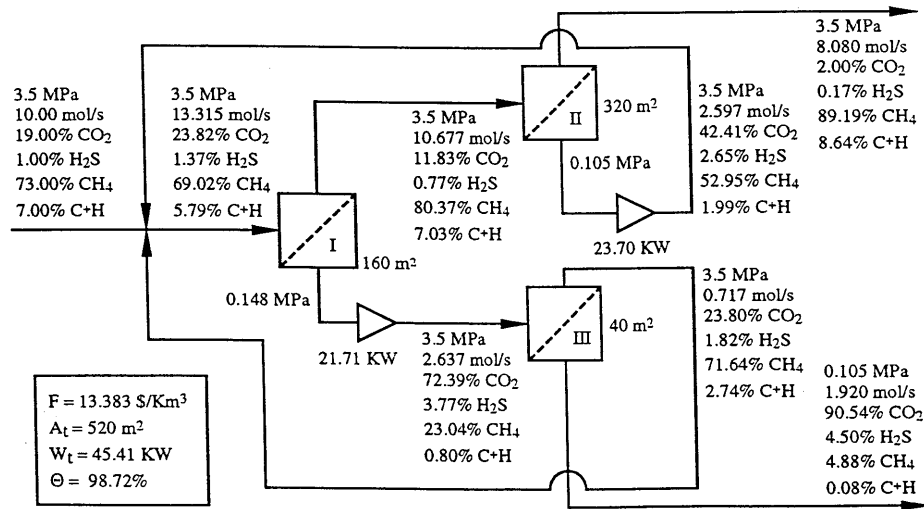 3.5 MPa
10.00 mol/s
19.00% CO₂
1.00% H₂S
73.00% CH₄
7.00% C⁺H
3.5 MPa
13.315 mol/s
23.82% CO₂
1.37% H₂S
69.02% CH₄
5.79% C⁺H
I
160 m²
0.148 MPa
21.71 KW
3.5 MPa
10.677 mol/s
11.83% CO₂
0.77% H₂S
80.37% CH₄
7.03% C⁺H
II
320 m²
0.105 MPa
23.70 KW
3.5 MPa
2.597 mol/s
42.41% CO₂
2.65% H₂S
52.95% CH₄
1.99% C⁺H
3.5 MPa
8.080 mol/s
2.00% CO₂
0.17% H₂S
89.19% CH₄
8.64% C⁺H
3.5 MPa
2.637 mol/s
72.39% CO₂
3.77% H₂S
23.04% CH₄
0.80% C⁺H
III
40 m²
3.5 MPa
0.717 mol/s
23.80% CO₂
1.82% H₂S
71.64% CH₄
2.74% C⁺H
0.105 MPa
1.920 mol/s
90.54% CO₂
4.50% H₂S
4.88% CH₄
0.08% C⁺H
F = 13.383 $/Km³
Aₜ = 520 m²
Wₜ = 45.41 KW
Θ = 98.72%